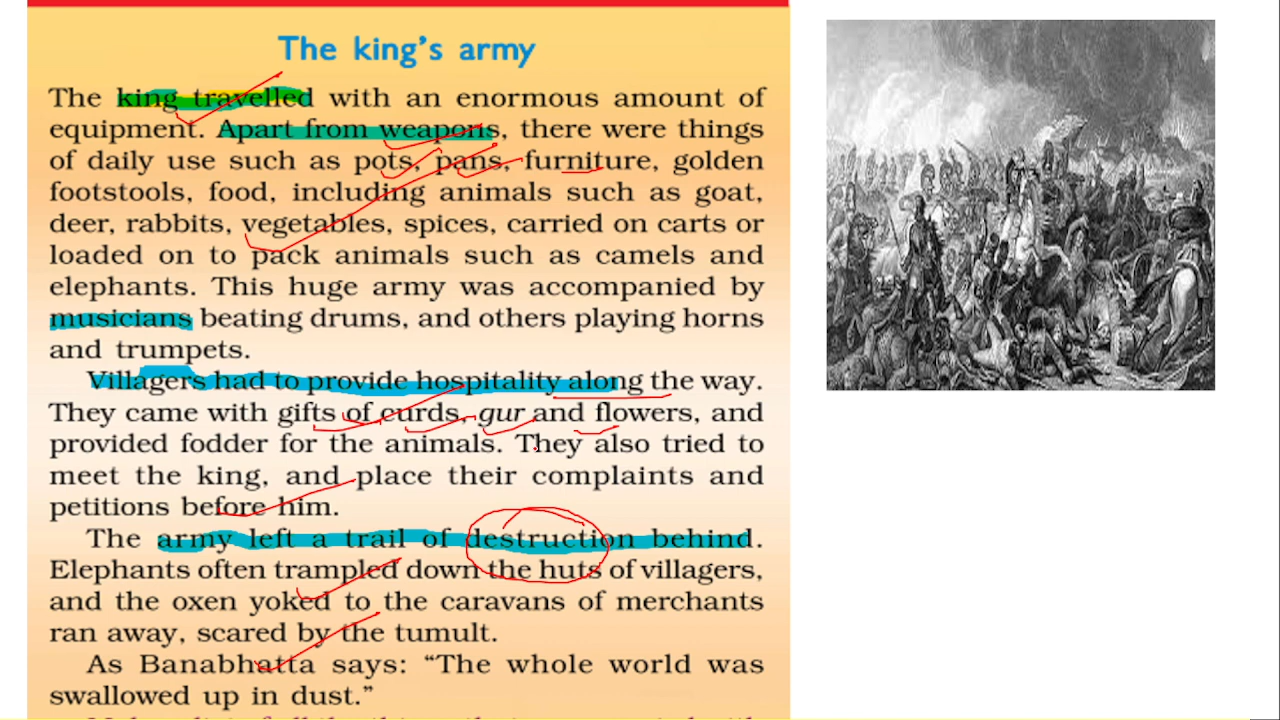 The king's army
The king travelled with an enormous amount of
equipment. Apart from weapons, there were things
of daily use such as pots, pans, furniture, golden
footstools, food, including animals such as goat,
deer, rabbits, vegetables, spices, carried on carts or
loaded on to pack animals such as camels and
elephants. This huge army was accompanied by
musicians beating drums, and others playing horns
and trumpets.
Villagers had to provide hospitality along the way.
They came with gifts of curds, gur and flowers, and
provided fodder for the animals. They also tried to
meet the king, and place their complaints and
petitions before him.
The army left a trail of destruction behind.
Elephants often trampled down the huts of villagers,
and the oxen yoked to the caravans of merchants
ran away, scared by the tumult.
As Banabhatta says: “The whole world was
swallowed up in dust.”